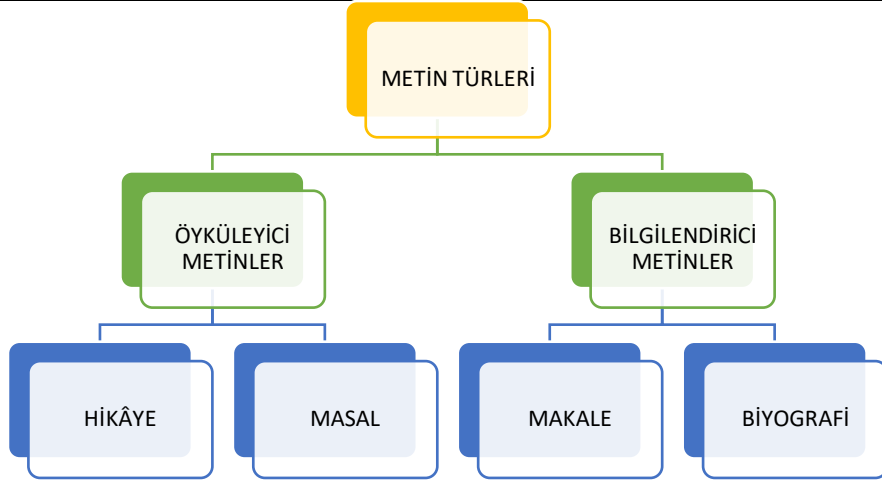 METİN TÜRLERİ
ÖYKÜLEYİCİ
METİNLER
BİLGİLENDİRİCİ
METİNLER
HİKÂYE
MASAL
MAKALE
BİYOGRAFİ